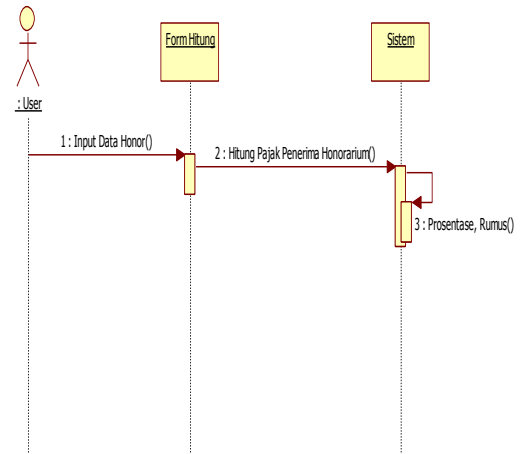 Form Hitung
Sistem
: User
1 : Input Data Honor()
2 : Hitung Pajak Penerima Honorarium()
3 : Prosentase, Rumus()